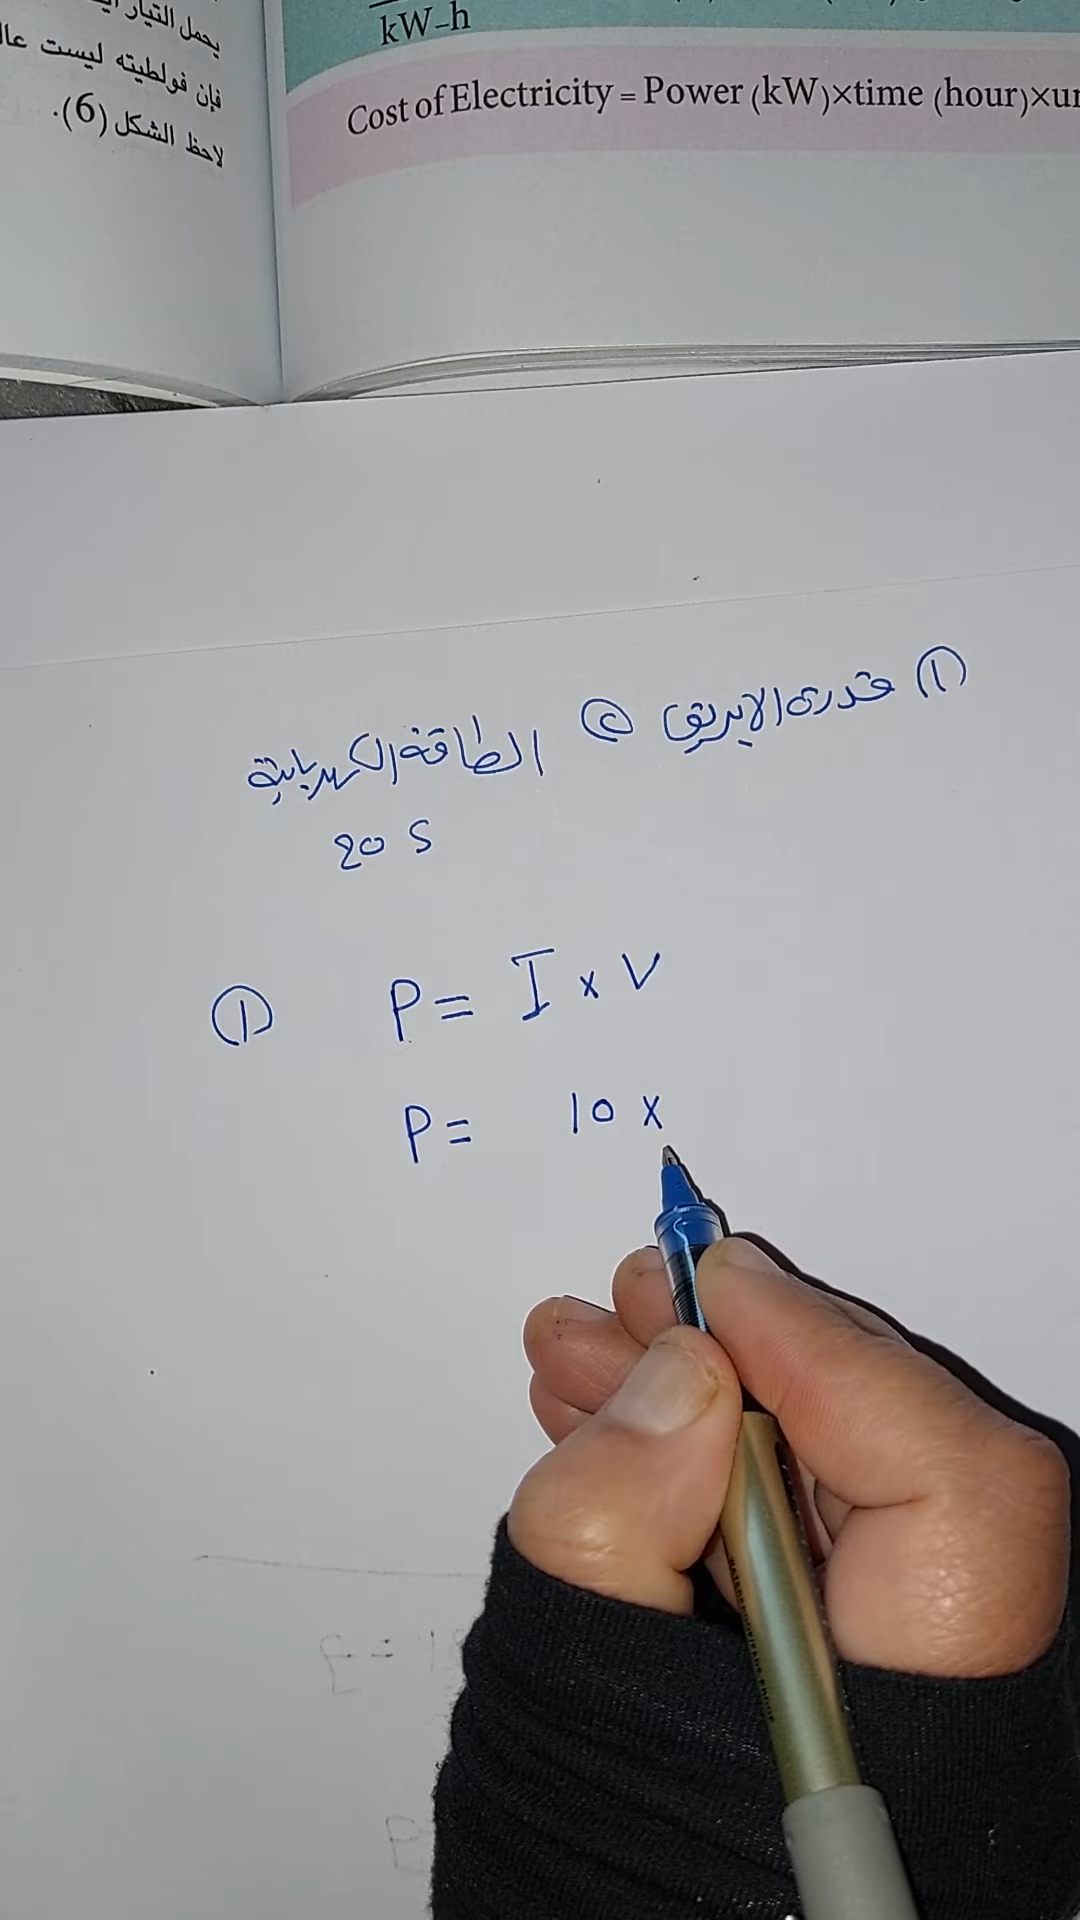 يحمل التيار
فإن فولطيته ليست
لاحظ الشكل (6).
kW-h
Cost of Electricity = Power (kW)×time (hour)×
① قدرة الابريق ② الطاقة الكهربائية
20 S
① P = I × V
P = 10 ×